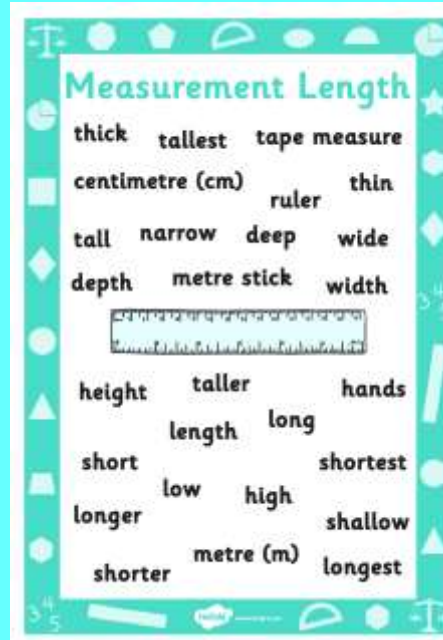 Measurement Length
thick tallest tape measure
centimetre (cm) ruler thin
tall narrow deep wide
depth metre stick width
height taller hands
length long
short shortest
low high
longer shallow
metre (m)
shorter longest